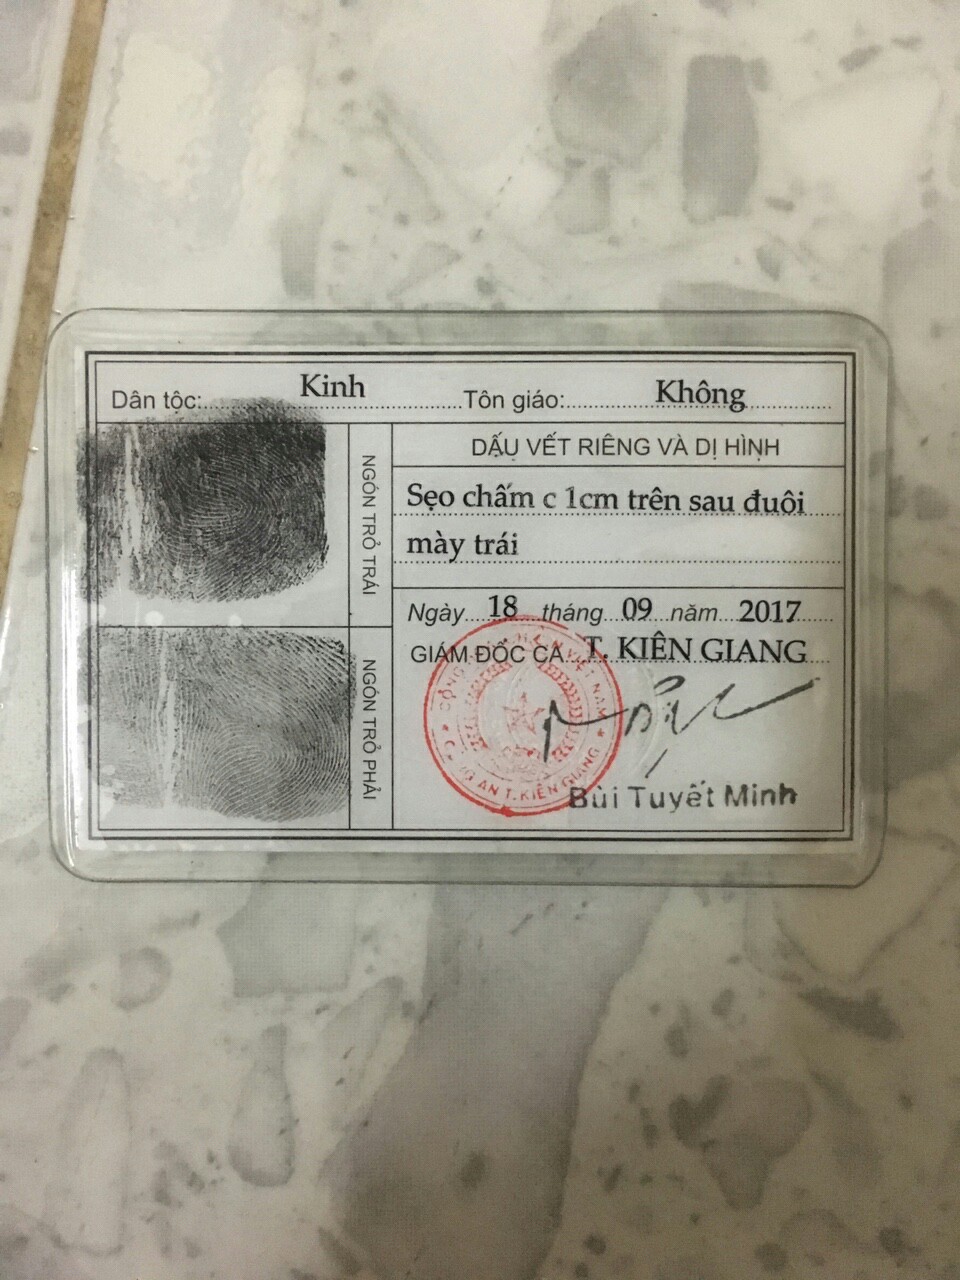 Dân tộc: Kinh Tôn giáo: Không
NGÓN TRỎ TRÁI
NGÓN TRỎ PHẢI
DẤU VẾT RIÊNG VÀ DỊ HÌNH
Sẹo chấm c 1cm trên sau đuôi
mày trái
Ngày 18 tháng 09 năm 2017
GIÁM ĐỐC CA T. KIÊN GIANG
AN T. KIÊN GIANG
Bùi Tuyết Minh